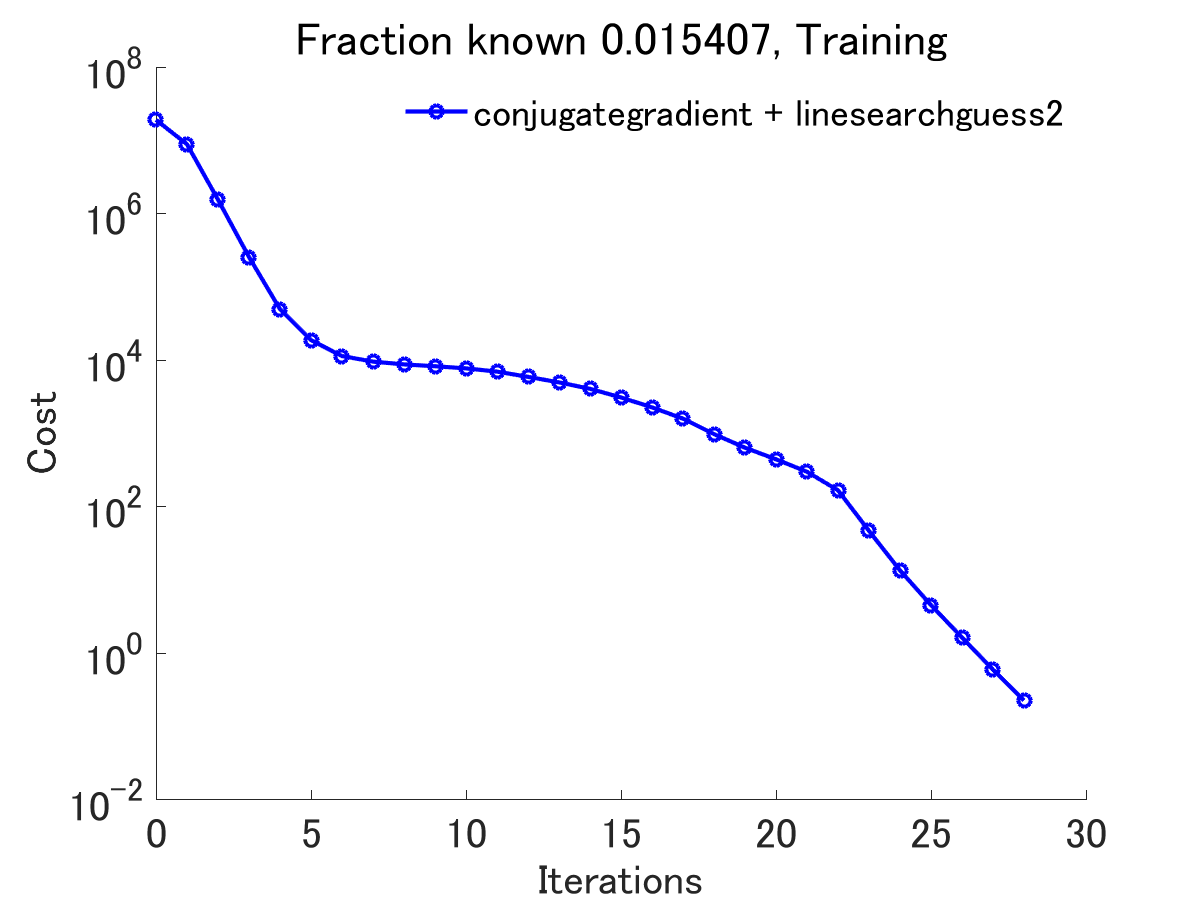 Fraction known 0.015407, Training
conjugategradient + linesearchguess2
10^8
10^6
10^4
10^2
10^0
10^-2
Cost
0 5 10 15 20 25 30
Iterations